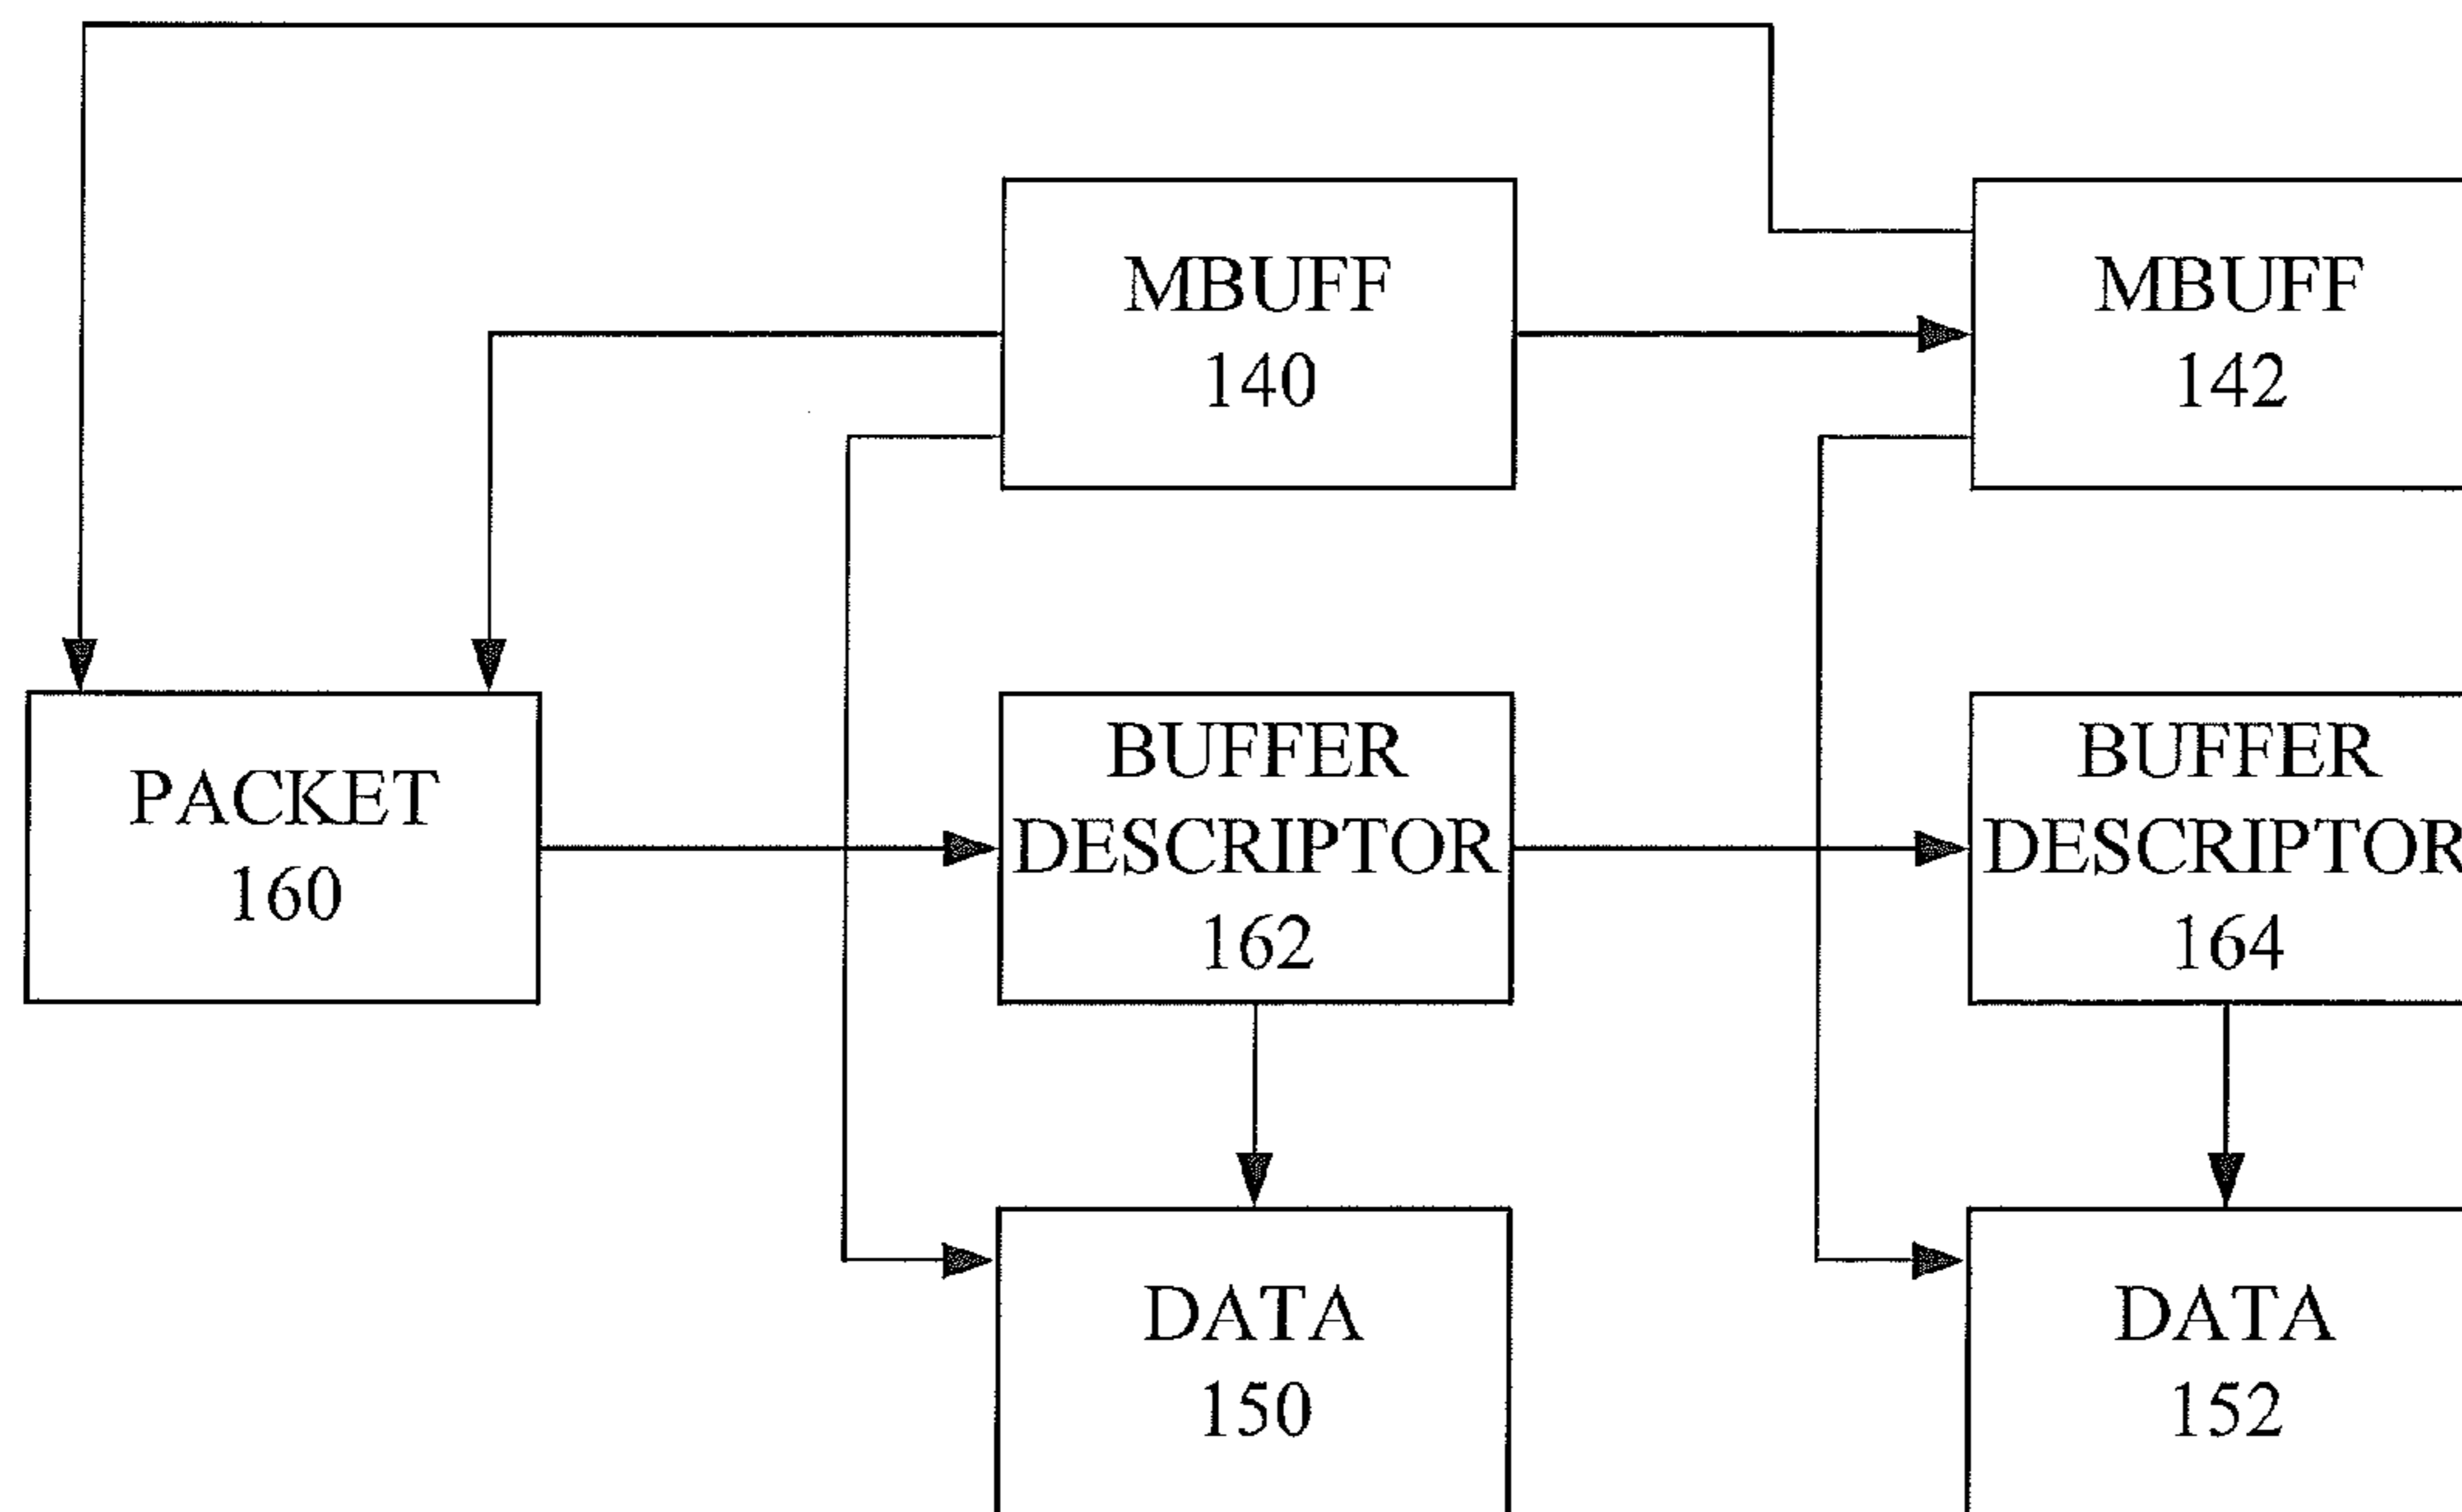 MBUFF
140
MBUFF
142
PACKET
160
BUFFER
DESCRIPTOR
162
BUFFER
DESCRIPTOR
164
DATA
150
DATA
152